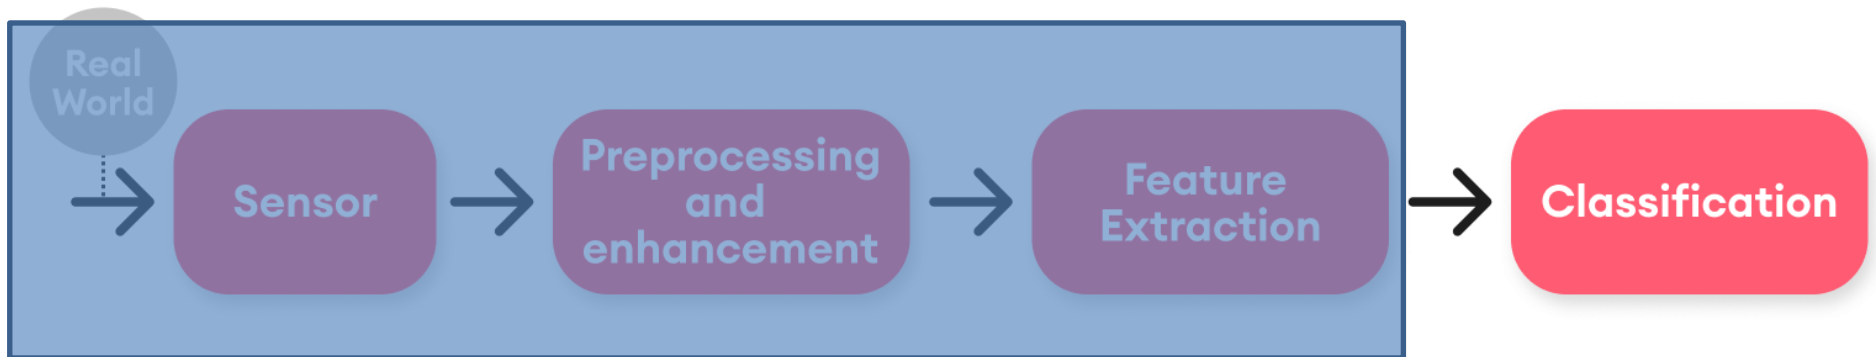 Real
World
Sensor
Preprocessing
and
enhancement
Feature
Extraction
Classification